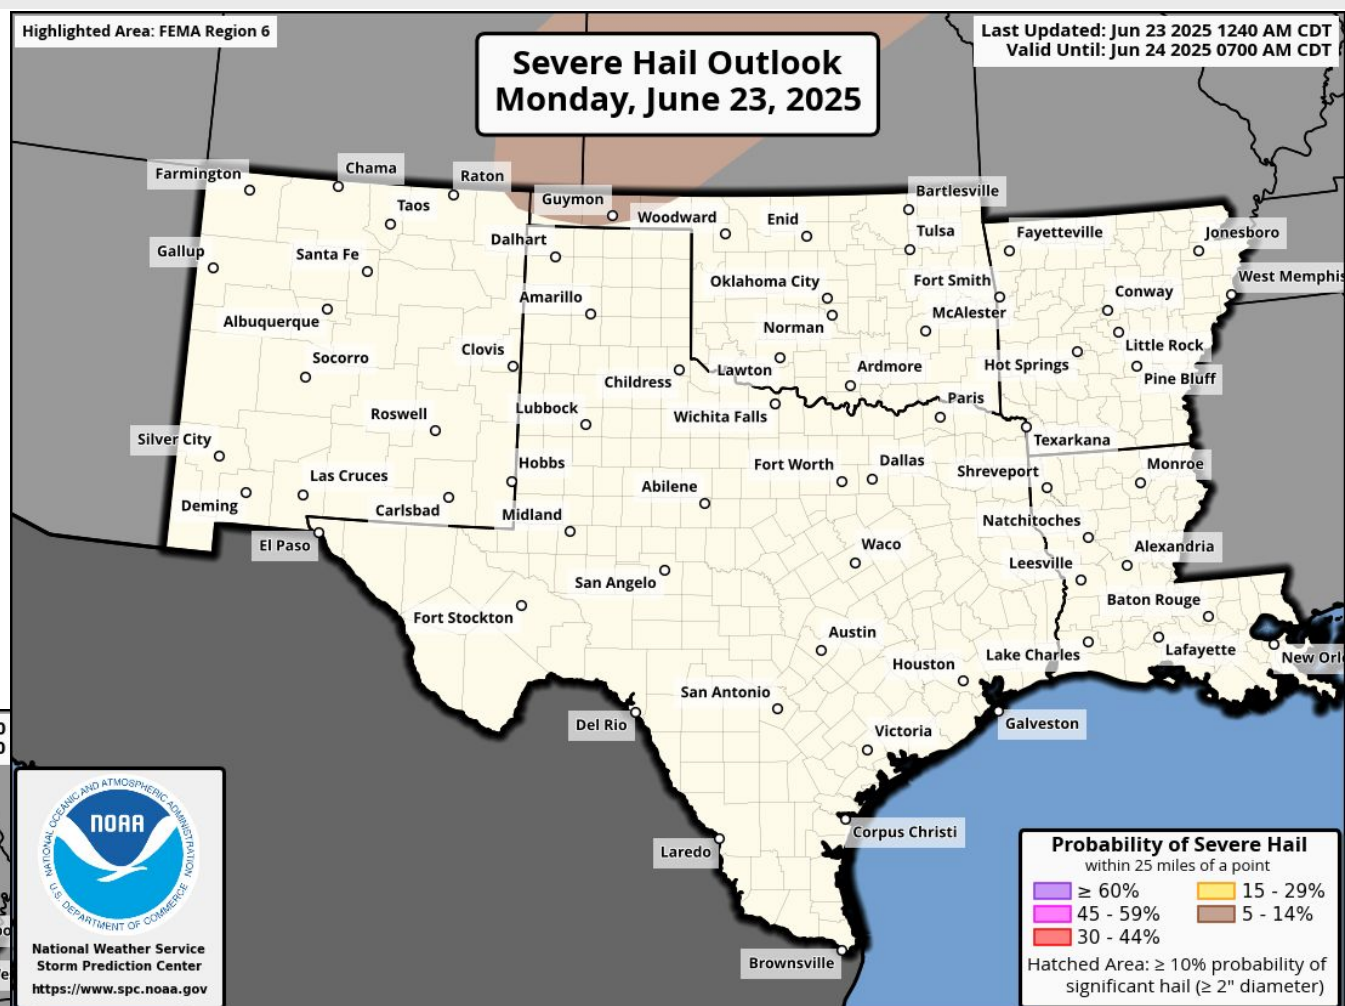 Highlighted Area: FEMA Region 6
Last Updated: Jun 23 2025 1240 AM CDT
Valid Until: Jun 24 2025 0700 AM CDT
Severe Hail Outlook
Monday, June 23, 2025
Farmington
Chama
Raton
Taos
Guymon
Woodward
Enid
Bartlesville
Tulsa
Fayetteville
Jonesboro
Gallup
Santa Fe
Dalhart
Oklahoma City
Fort Smith
West Memphis
Albuquerque
Amarillo
Norman
McAlester
Conway
Little Rock
Socorro
Clovis
Childress
Lawton
Ardmore
Hot Springs
Pine Bluff
Roswell
Lubbock
Wichita Falls
Paris
Texarkana
Silver City
Las Cruces
Hobbs
Fort Worth
Dallas
Shreveport
Monroe
Deming
Carlsbad
Midland
Abilene
Natchitoches
El Paso
San Angelo
Waco
Leesville
Alexandria
Fort Stockton
Austin
Baton Rouge
Houston
Lake Charles
Lafayette
New Orl
San Antonio
Del Rio
Victoria
Galveston
Laredo
Corpus Christi
Brownsville
NATIONAL OCEANIC AND ATMOSPHERIC ADMINISTRATION
NOAA
U.S. DEPARTMENT OF COMMERCE
National Weather Service
Storm Prediction Center
https://www.spc.noaa.gov
Probability of Severe Hail
within 25 miles of a point
≥ 60%
15 - 29%
45 - 59%
5 - 14%
30 - 44%
Hatched Area: ≥ 10% probability of
significant hail (≥ 2" diameter)